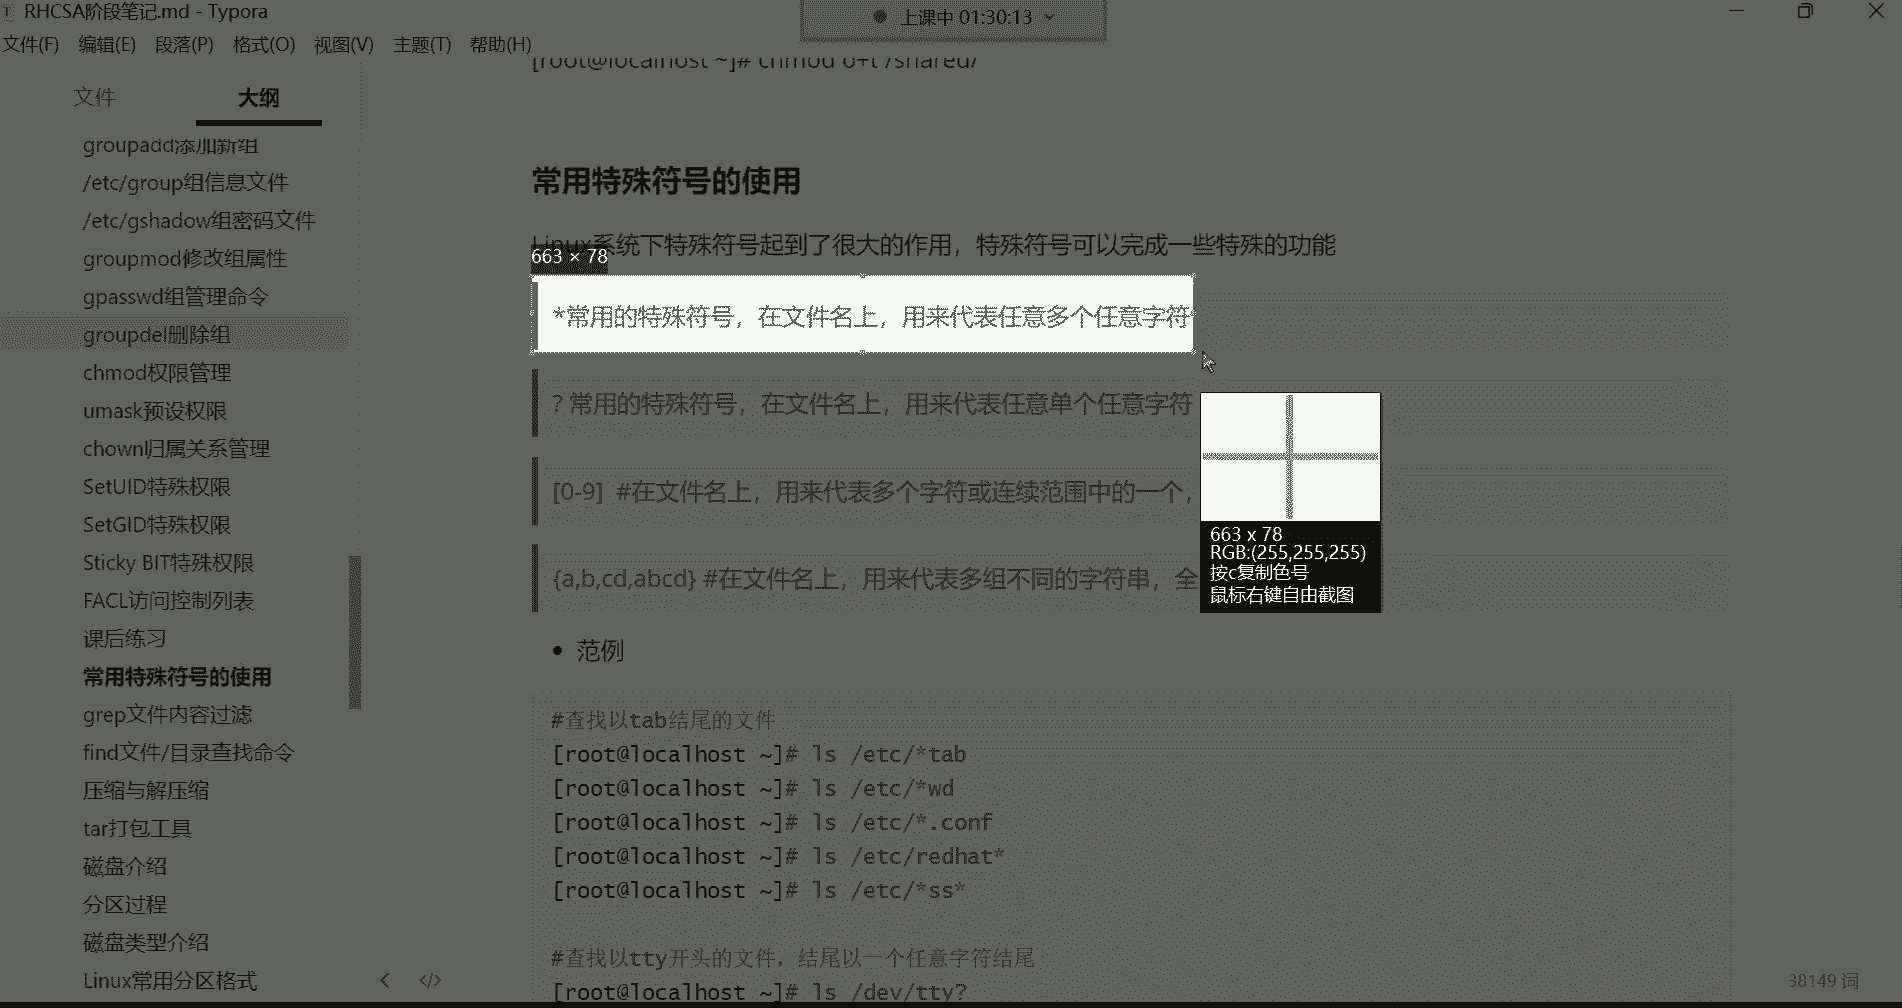 RHCSA阶段笔记.md - Typora
上课中 01:30:13
文件(F) 编辑(E) 段落(P) 格式(O) 视图(V) 主题(T) 帮助(H)
文件 大纲
groupadd添加新组
/etc/group组信息文件
/etc/gshadow组密码文件
groupmod修改组属性
gpasswd组管理命令
groupdel删除组
chmod权限管理
umask预设权限
chown归属关系管理
SetUID特殊权限
SetGID特殊权限
Sticky BIT特殊权限
FACL访问控制列表
课后练习
常用特殊符号的使用
grep文件内容过滤
find文件/目录查找命令
压缩与解压缩
tar打包工具
磁盘介绍
分区过程
磁盘类型介绍
Linux常用分区格式
[root@localhost ~]# chmod o+t /shared/
常用特殊符号的使用
Linux系统下特殊符号起到了很大的作用，特殊符号可以完成一些特殊的功能
663 × 78
*常用的特殊符号，在文件名上，用来代表任意多个任意字符
? 常用的特殊符号，在文件名上，用来代表任意单个任意字符
[0-9] #在文件名上，用来代表多个字符或连续范围中的一个，
{a,b,cd,abcd} #在文件名上，用来代表多组不同的字符串，全
663 x 78
RGB:(255,255,255)
按c复制色号
鼠标右键自由截图
• 范例
#查找以tab结尾的文件
[root@localhost ~]# ls /etc/*tab
[root@localhost ~]# ls /etc/*wd
[root@localhost ~]# ls /etc/*.conf
[root@localhost ~]# ls /etc/redhat*
[root@localhost ~]# ls /etc/*ss*
#查找以tty开头的文件，结尾以一个任意字符结尾
[root@localhost ~]# ls /dev/tty?
38149 词